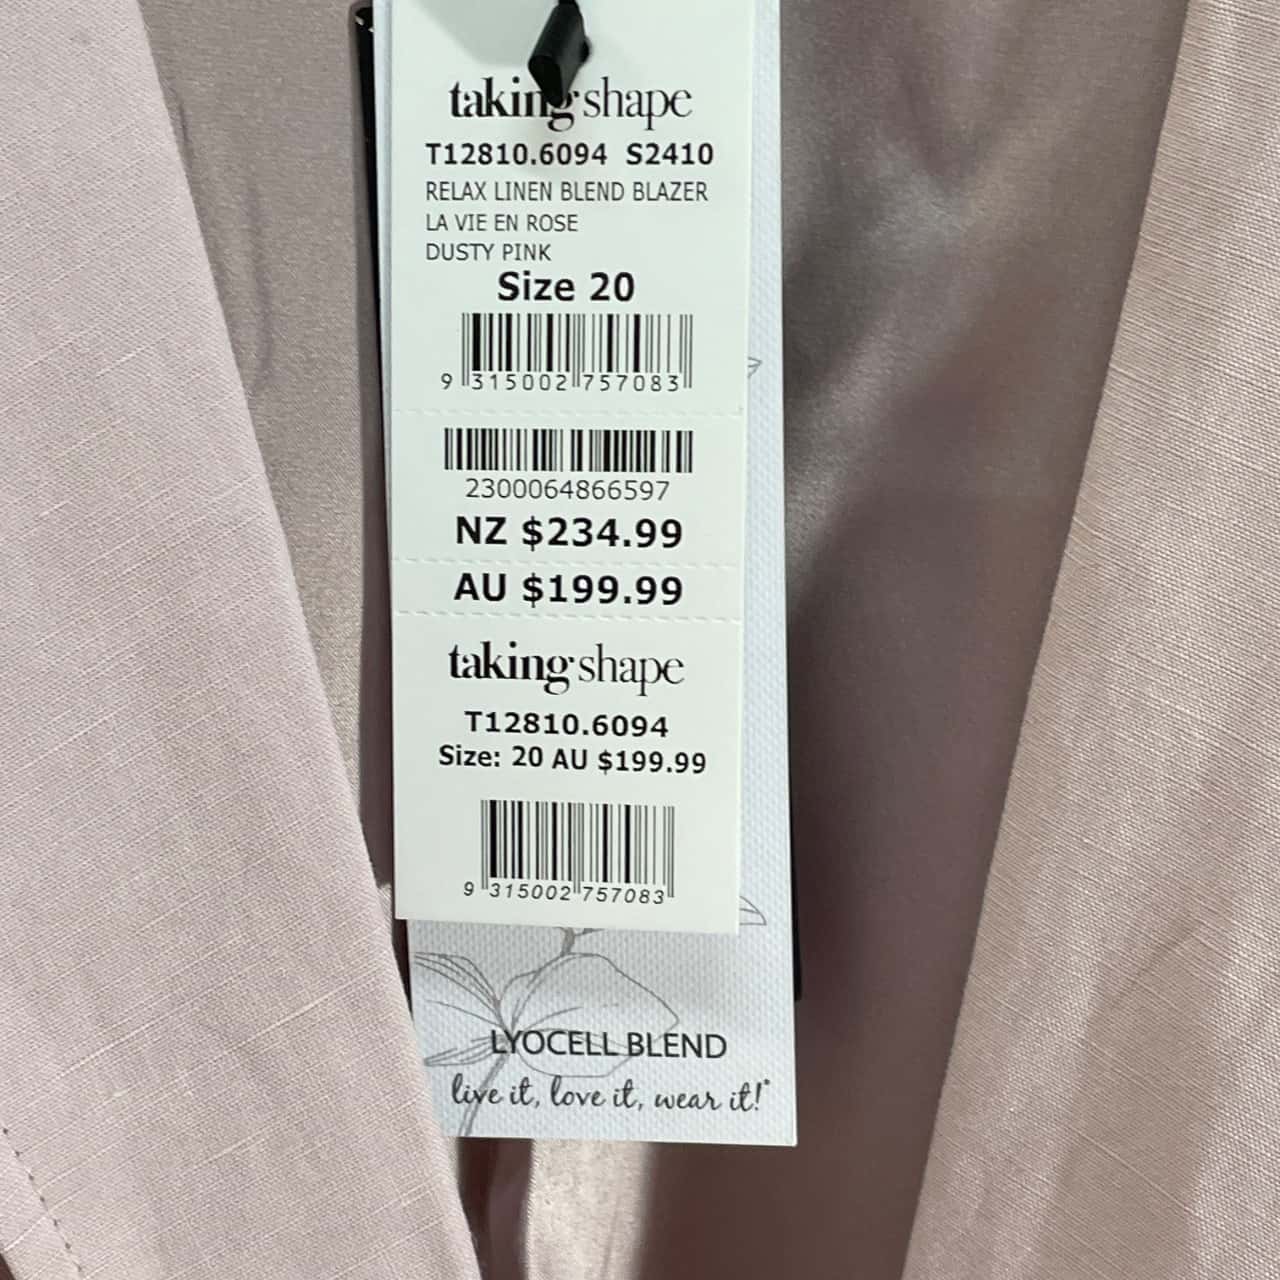 taking shape
T12810.6094 S2410
RELAX LINEN BLEND BLAZER
LA VIE EN ROSE
DUSTY PINK
Size 20
9 315002 757083
2300064866597
NZ $234.99
AU $199.99
taking shape
T12810.6094
Size: 20 AU $199.99
9 315002 757083
LYOCELL BLEND
live it, love it, wear it!